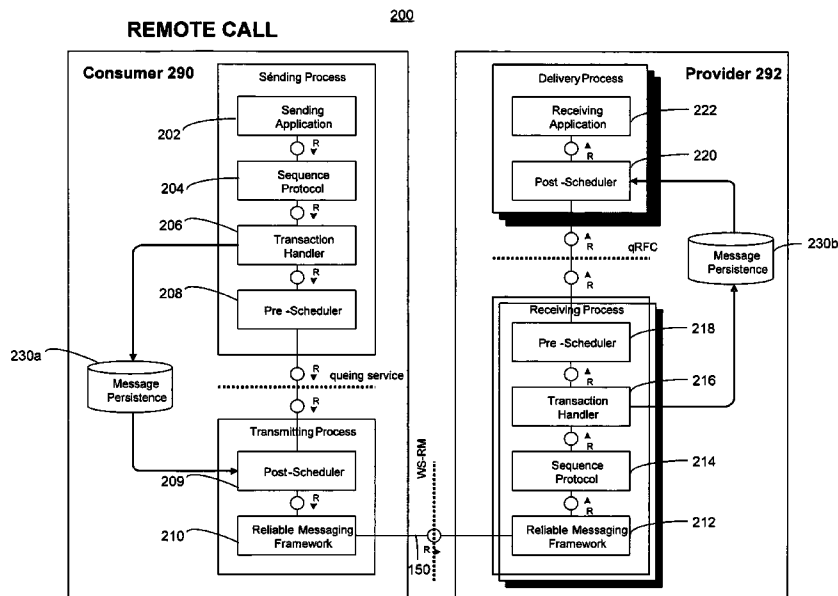 200
REMOTE CALL
Consumer 290
Sénding Process
Sending
Application
202
R
Sequence
Protocol
204
R
206
Transaction
Handler
R
208
Pre -Scheduler
230a
R
queing service
R
Message
Persistence
Transmitting Process
Post-Scheduler
209
R
210
Reliable Messaging
Framework
150
WS-RM
R
Provider 292
Delivery Process
Receiving
Application
222
R
Post -Scheduler
220
R
qRFC
R
Message
Persistence
230b
Receiving Process
Pre -Scheduler
218
R
Transaction
Handler
216
R
Sequence
Protocol
214
R
Reliable Messaging
Framework
212